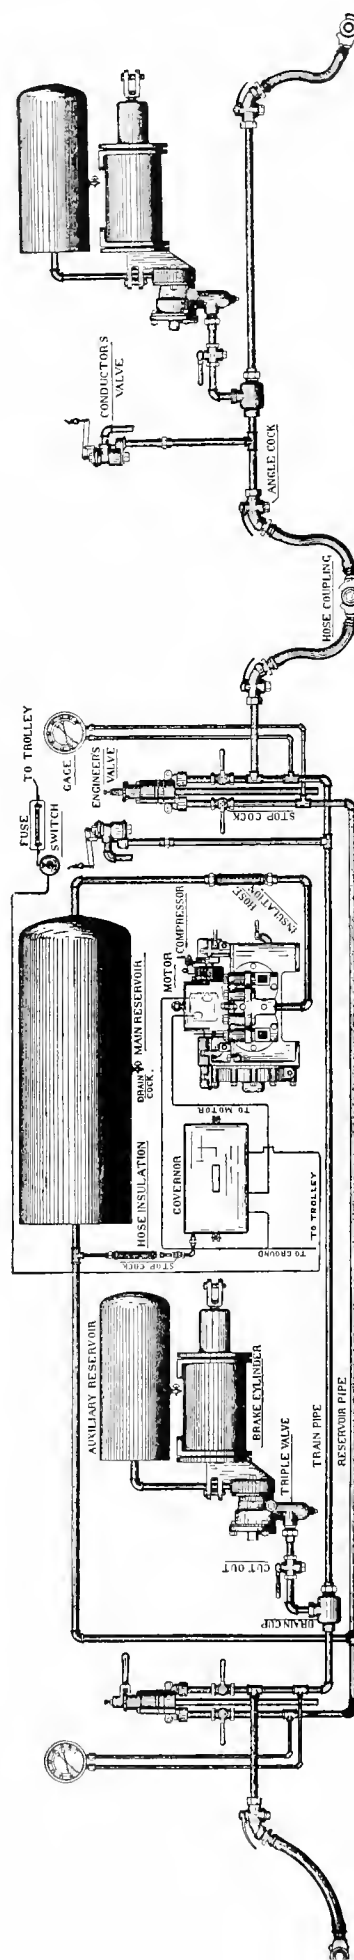 CONDUCTORS
VALVE
ANGLE COCK
HOSE COUPLING
TO TROLLEY
FUSE
SWITCH
GAGE
ENGINEERS
VALVE
STOP COCK
MAIN RESERVOIR
DRAIN
COCK.
HOSE
INSULATION
COMPRESSOR
MOTOR
TO MOTOR
HOSE INSULATION
GOVERNOR
STOP COCK
TO GROUND
TO TROLLEY
AUXILIARY RESERVOIR
BRAKE CYLINDER
TRIPLE VALVE
CUT OUT
DRAIN CUP
TRAIN PIPE
RESERVOIR PIPE